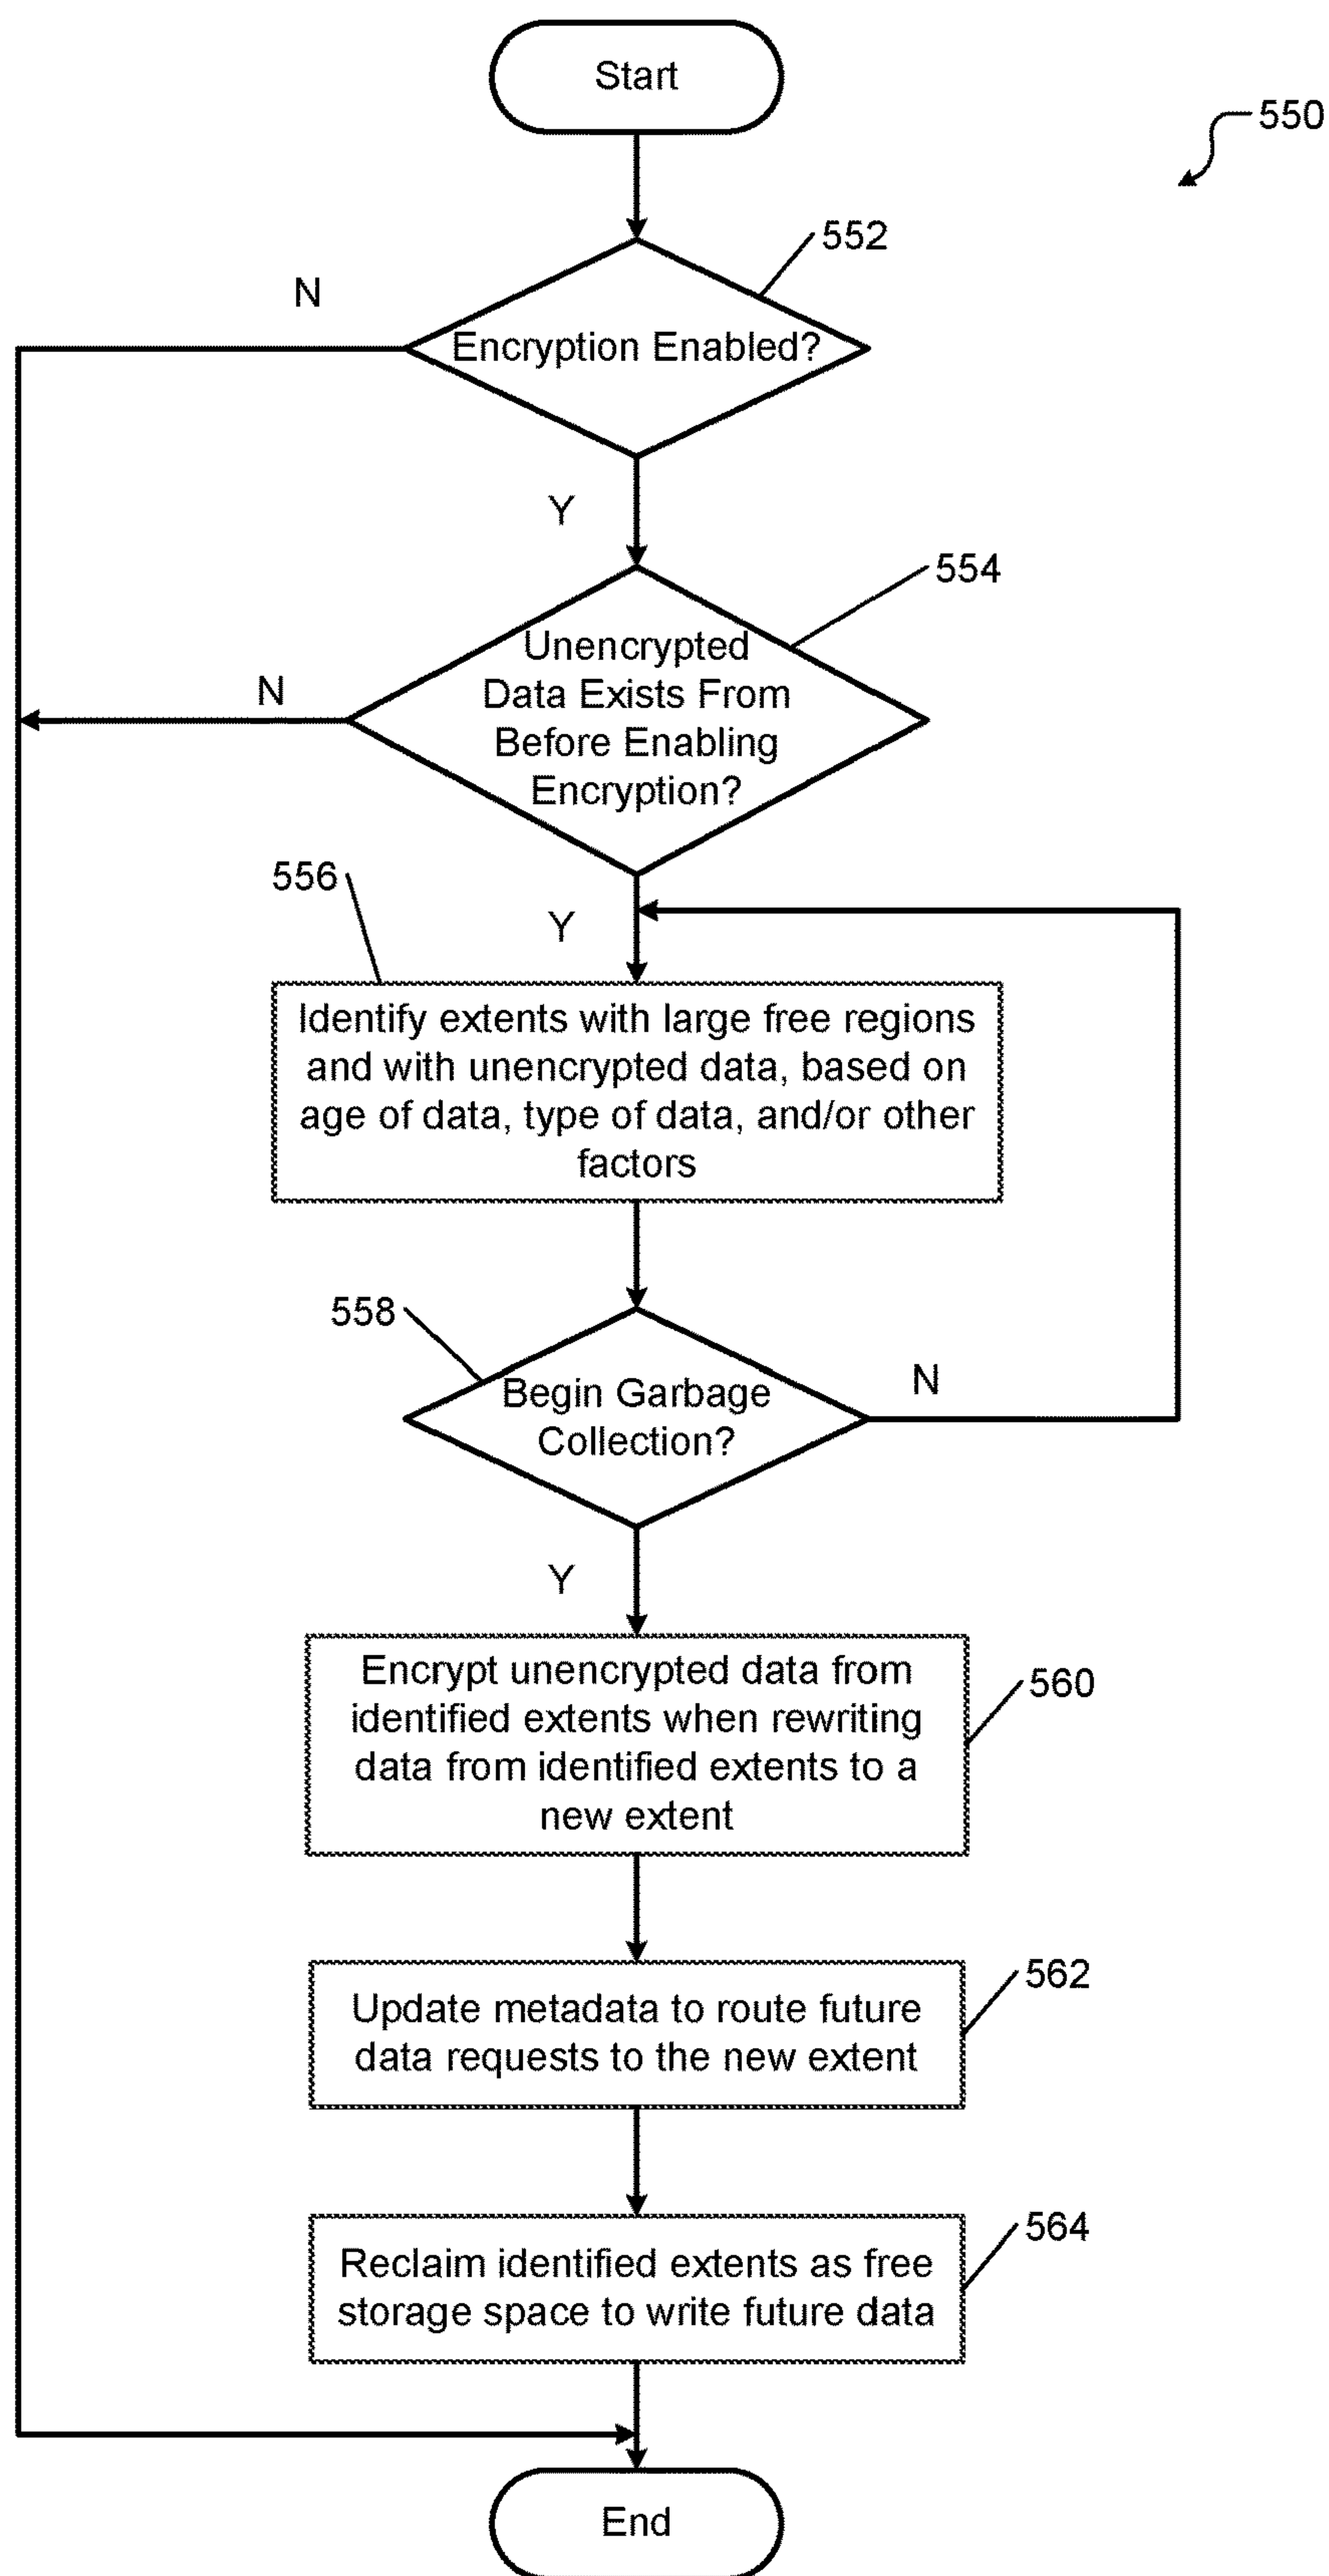 Start
550
552
N
Encryption Enabled?
Y
554
Unencrypted
Data Exists From
Before Enabling
Encryption?
N
556
Y
Identify extents with large free regions
and with unencrypted data, based on
age of data, type of data, and/or other
factors
558
Begin Garbage
Collection?
N
Y
Encrypt unencrypted data from
identified extents when rewriting
data from identified extents to a
new extent
560
Update metadata to route future
data requests to the new extent
562
Reclaim identified extents as free
storage space to write future data
564
End